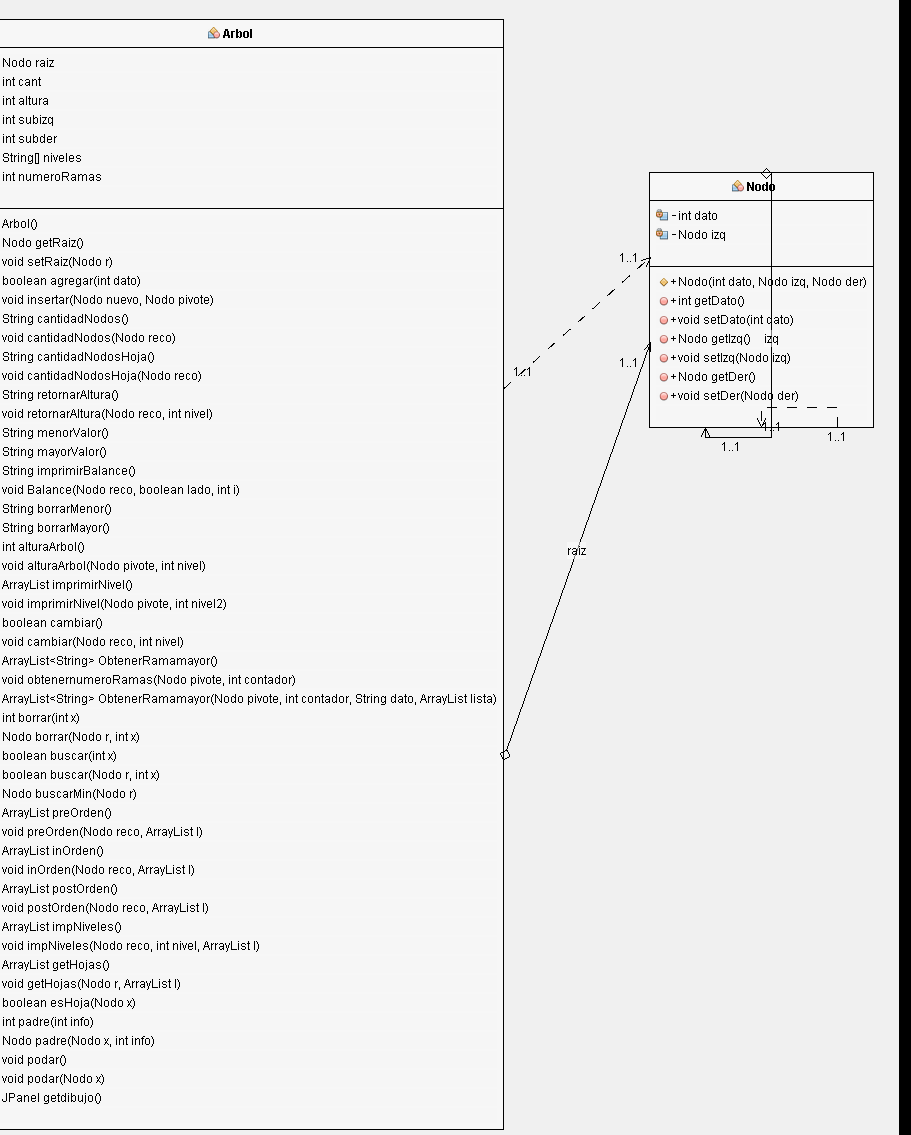 Arbol
Nodo raiz
int cant
int altura
int subizq
int subder
String[] niveles
int numeroRamas
Arbol()
Nodo getRaiz()
void setRaiz(Nodo r)
boolean agregar(int dato)
void insertar(Nodo nuevo, Nodo pivote)
String cantidadNodos()
void cantidadNodos(Nodo reco)
String cantidadNodosHoja()
void cantidadNodosHoja(Nodo reco)
String retornarAltura()
void retornarAltura(Nodo reco, int nivel)
String menorValor()
String mayorValor()
String imprimirBalance()
void Balance(Nodo reco, boolean lado, int i)
String borrarMenor()
String borrarMayor()
int alturaArbol()
void alturaArbol(Nodo pivote, int nivel)
ArrayList imprimirNivel()
void imprimirNivel(Nodo pivote, int nivel2)
boolean cambiar()
void cambiar(Nodo reco, int nivel)
ArrayList<String> ObtenerRamamayor()
void obtenernumeroRamas(Nodo pivote, int contador)
ArrayList<String> ObtenerRamamayor(Nodo pivote, int contador, String dato, ArrayList lista)
int borrar(int x)
Nodo borrar(Nodo r, int x)
boolean buscar(int x)
boolean buscar(Nodo r, int x)
Nodo buscarMin(Nodo r)
ArrayList preOrden()
void preOrden(Nodo reco, ArrayList l)
ArrayList inOrden()
void inOrden(Nodo reco, ArrayList l)
ArrayList postOrden()
void postOrden(Nodo reco, ArrayList l)
ArrayList impNiveles()
void impNiveles(Nodo reco, int nivel, ArrayList l)
ArrayList getHojas()
void getHojas(Nodo r, ArrayList l)
boolean esHoja(Nodo x)
int padre(int info)
Nodo padre(Nodo x, int info)
void podar()
void podar(Nodo x)
JPanel getdibujo()
1..1
1..1
1..1
raiz
Nodo
-int dato
-Nodo izq
+Nodo(int dato, Nodo izq, Nodo der)
+int getDato()
+void setDato(int dato)
+Nodo getIzq()
izq
+void setIzq(Nodo izq)
+Nodo getDer()
+void setDer(Nodo der)
1..1
1..1
1..1